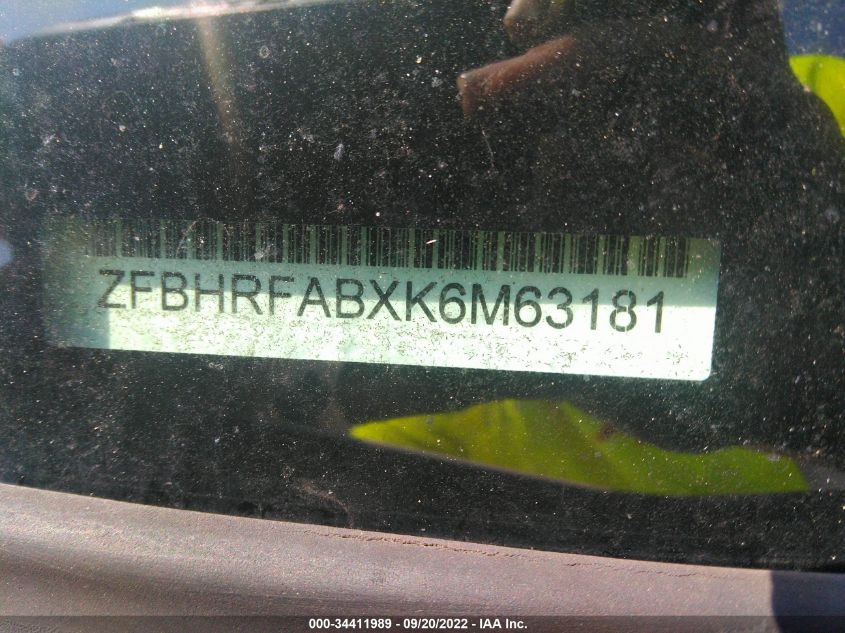 ZFBHRFABXK6M63181
000-34411989 - 09/20/2022 - IAA Inc.